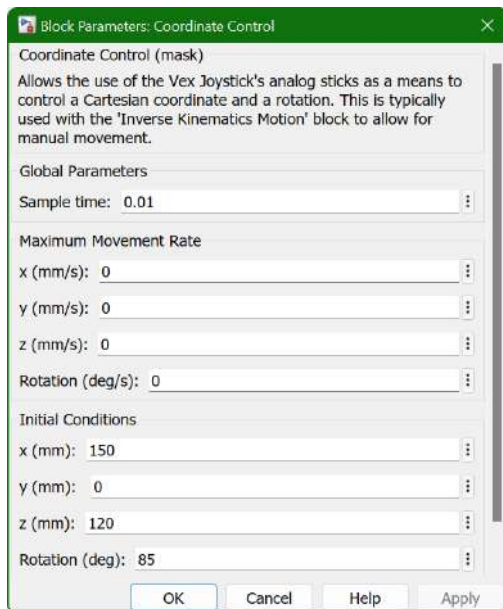 Block Parameters: Coordinate Control
Coordinate Control (mask)
Allows the use of the Vex Joystick's analog sticks as a means to
control a Cartesian coordinate and a rotation. This is typically
used with the 'Inverse Kinematics Motion' block to allow for
manual movement.
Global Parameters
Sample time: 0.01
Maximum Movement Rate
x (mm/s): 0
y (mm/s): 0
z (mm/s): 0
Rotation (deg/s): 0
Initial Conditions
x (mm): 150
y (mm): 0
z (mm): 120
Rotation (deg): 85
OK Cancel Help Apply